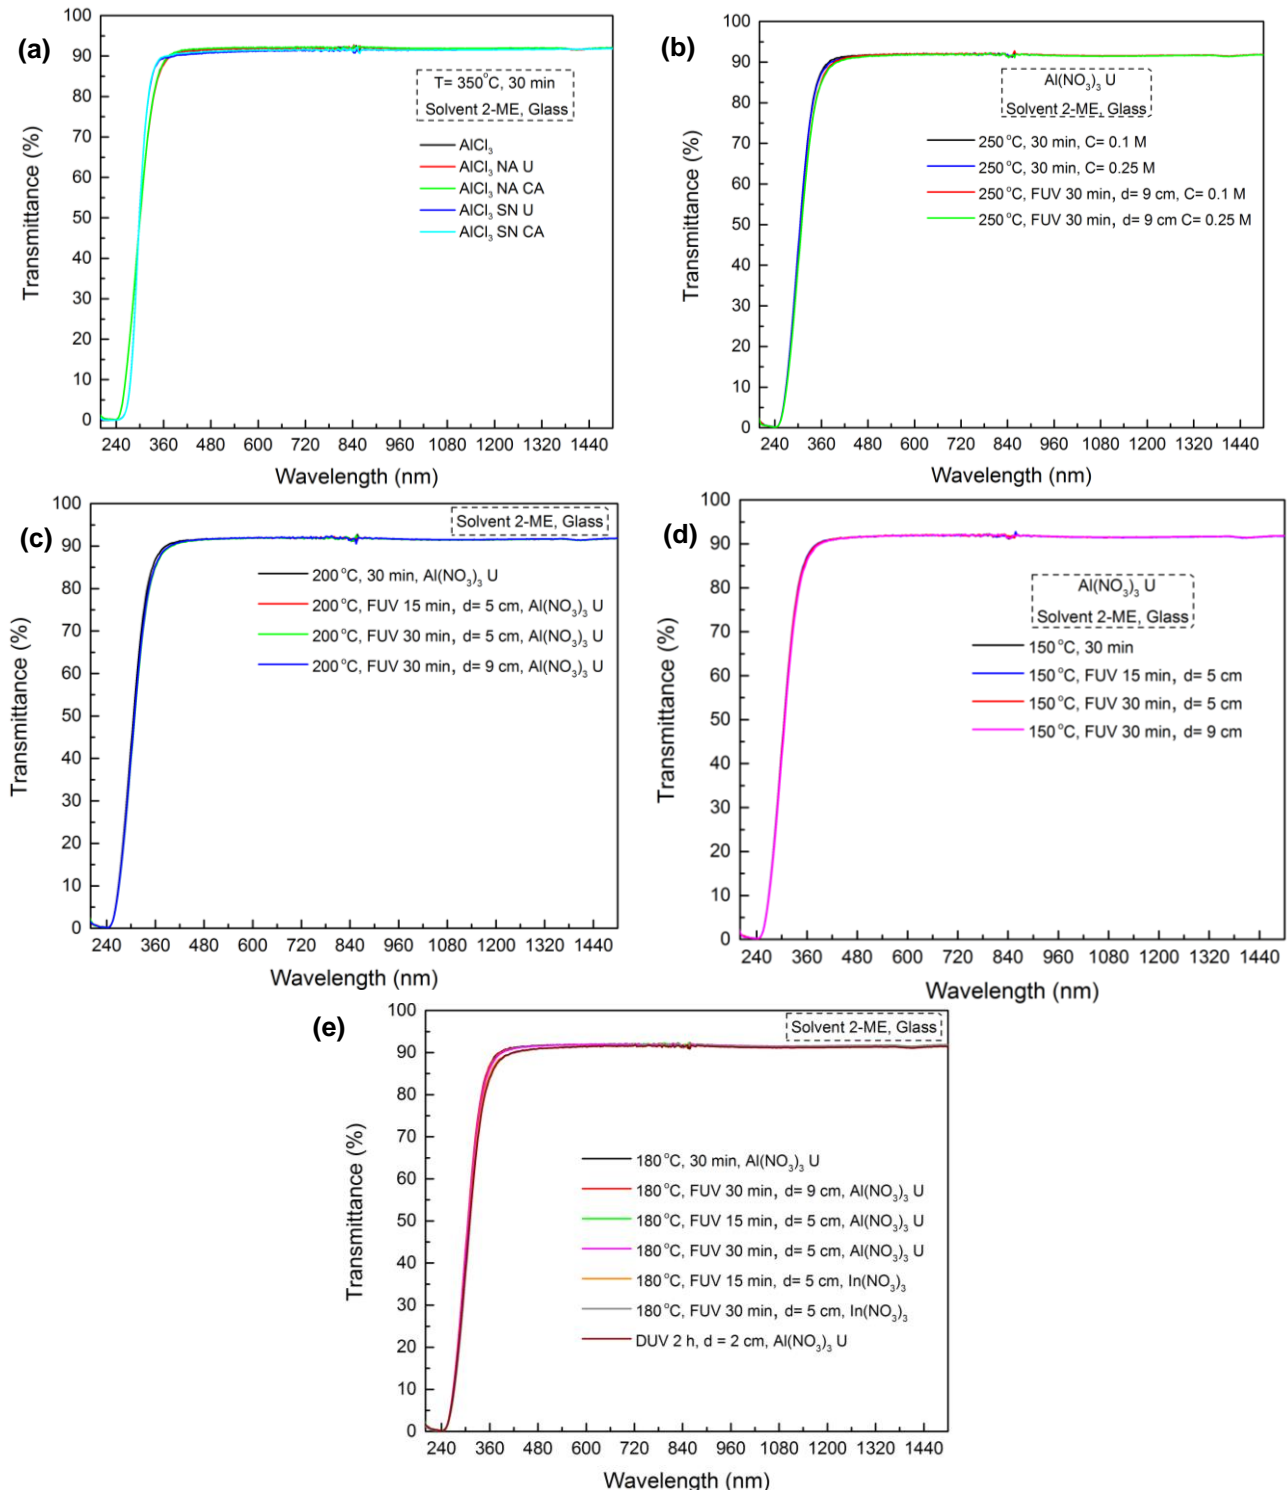 (a)
100
90
80
70
60
50
40
30
20
10
0
Transmittance (%)
T= 350°C, 30 min
Solvent 2-ME, Glass
AlCl₃
AlCl₃ NA U
AlCl₃ NA CA
AlCl₃ SN U
AlCl₃ SN CA
240 360 480 600 720 840 960 1080 1200 1320 1440
Wavelength (nm)
(b)
100
90
80
70
60
50
40
30
20
10
0
Transmittance (%)
Al(NO₃)₃ U
Solvent 2-ME, Glass
250°C, 30 min, C= 0.1 M
250°C, 30 min, C= 0.25 M
250°C, FUV 30 min, d= 9 cm, C= 0.1 M
250°C, FUV 30 min, d= 9 cm C= 0.25 M
240 360 480 600 720 840 960 1080 1200 1320 1440
Wavelength (nm)
(c)
100
90
80
70
60
50
40
30
20
10
0
Transmittance (%)
Solvent 2-ME, Glass
200°C, 30 min, Al(NO₃)₃ U
200°C, FUV 15 min, d= 5 cm, Al(NO₃)₃ U
200°C, FUV 30 min, d= 5 cm, Al(NO₃)₃ U
200°C, FUV 30 min, d= 9 cm, Al(NO₃)₃ U
240 360 480 600 720 840 960 1080 1200 1320 1440
Wavelength (nm)
(d)
100
90
80
70
60
50
40
30
20
10
0
Transmittance (%)
Al(NO₃)₃ U
Solvent 2-ME, Glass
150°C, 30 min
150°C, FUV 15 min, d= 5 cm
150°C, FUV 30 min, d= 5 cm
150°C, FUV 30 min, d= 9 cm
240 360 480 600 720 840 960 1080 1200 1320 1440
Wavelength (nm)
(e)
100
90
80
70
60
50
40
30
20
10
0
Transmittance (%)
Solvent 2-ME, Glass
180°C, 30 min, Al(NO₃)₃ U
180°C, FUV 30 min, d= 9 cm, Al(NO₃)₃ U
180°C, FUV 15 min, d= 5 cm, Al(NO₃)₃ U
180°C, FUV 30 min, d= 5 cm, Al(NO₃)₃ U
180°C, FUV 15 min, d= 5 cm, In(NO₃)₃
180°C, FUV 30 min, d= 5 cm, In(NO₃)₃
DUV 2 h, d = 2 cm, Al(NO₃)₃ U
240 360 480 600 720 840 960 1080 1200 1320 1440
Wavelength (nm)